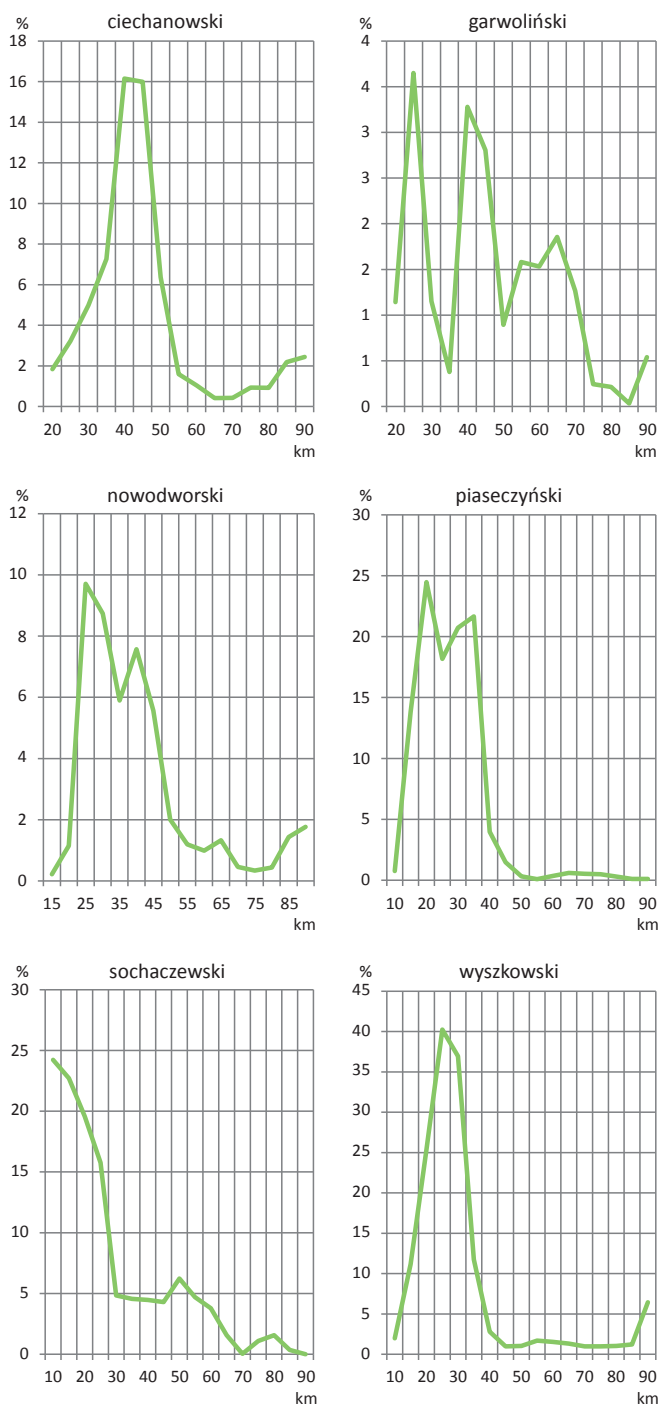 % ciechanowski
18
16
14
12
10
8
6
4
2
0
20 30 40 50 60 70 80 90
km
% garwoliński
4
4
3
3
2
2
1
1
0
20 30 40 50 60 70 80 90
km
% nowodworski
12
10
8
6
4
2
0
15 25 35 45 55 65 75 85
km
% piaseczyński
30
25
20
15
10
5
0
10 20 30 40 50 60 70 80 90
km
% sochaczewski
30
25
20
15
10
5
0
10 20 30 40 50 60 70 80 90
km
% wyszkowski
45
40
35
30
25
20
15
10
5
0
10 20 30 40 50 60 70 80 90
km